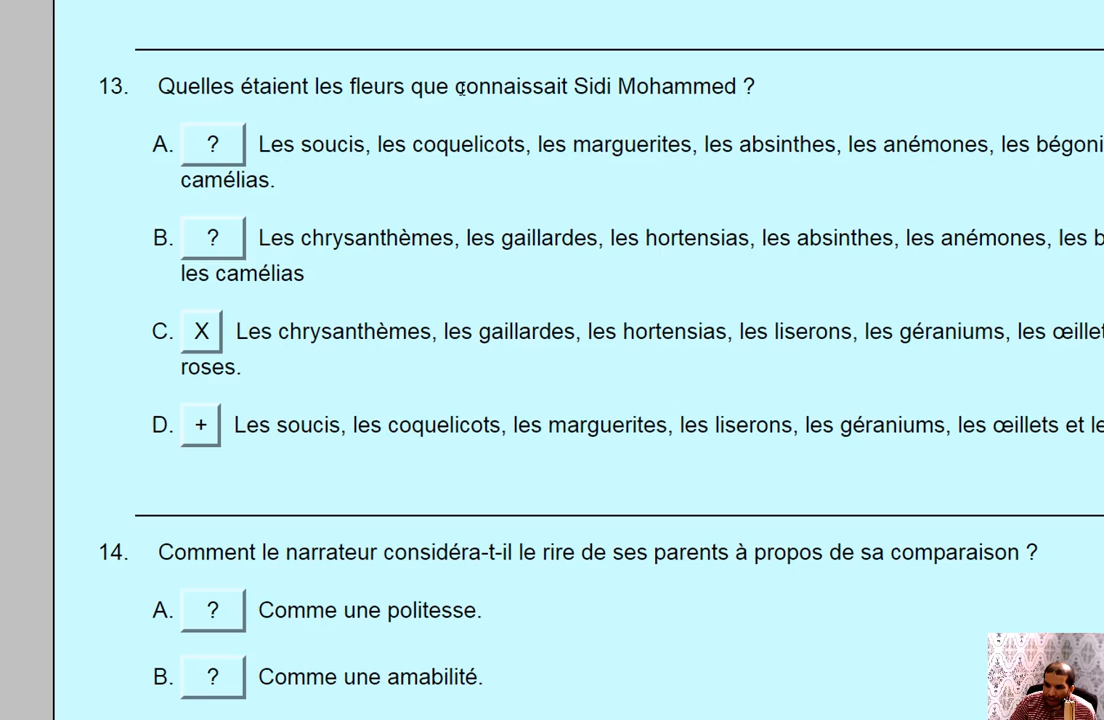 13. Quelles étaient les fleurs que connaissait Sidi Mohammed ?
A. ? Les soucis, les coquelicots, les marguerites, les absinthes, les anémones, les bégoni
camélias.
B. ? Les chrysanthèmes, les gaillardes, les hortensias, les absinthes, les anémones, les b
les camélias
C. X Les chrysanthèmes, les gaillardes, les hortensias, les liserons, les géraniums, les œillet
roses.
D. + Les soucis, les coquelicots, les marguerites, les liserons, les géraniums, les œillets et le
14. Comment le narrateur considéra-t-il le rire de ses parents à propos de sa comparaison ?
A. ? Comme une politesse.
B. ? Comme une amabilité.